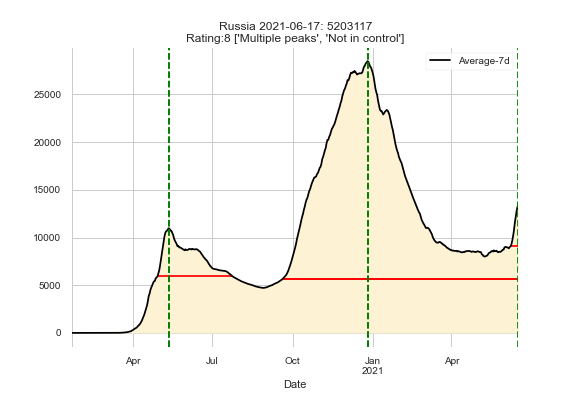 Russia 2021-06-17: 5203117
Rating:8 ['Multiple peaks', 'Not in control']
Average-7d
25000
20000
15000
10000
5000
0
Apr
Jul
Oct
Jan
2021
Apr
Date